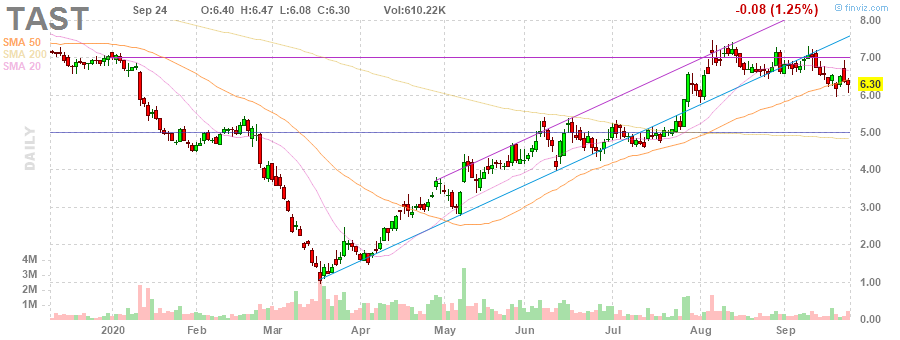 TAST
Sep 24 O:6.40 H:6.47 L:6.08 C:6.30 Vol:610.22K
-0.08 (1.25%)
© finviz.com
SMA 50
SMA 200
SMA 20
DAILY
8.00
7.00
6.30
6.00
5.00
4.00
3.00
2.00
1.00
4M
3M
2M
1M
2020 Feb Mar Apr May Jun Jul Aug Sep